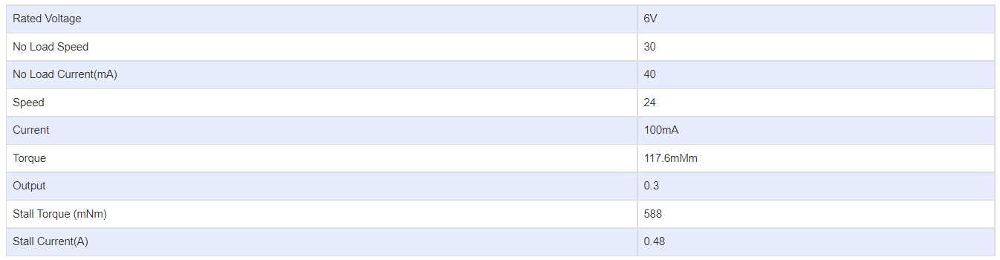 Rated Voltage 6V
No Load Speed 30
No Load Current(mA) 40
Speed 24
Current 100mA
Torque 117.6mMm
Output 0.3
Stall Torque (mNm) 588
Stall Current(A) 0.48